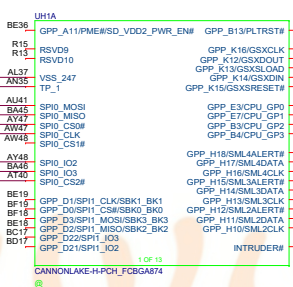 UH1A
BE36 GPP_A11/PME#/SD_VDD2_PWR_EN# GPP_B13/PLTRST#
R15 RSVD9 GPP_K16/GSXCLK
R13 RSVD10 GPP_K12/GSXDOUT
GPP_K13/GSXSLOAD
AL37 VSS_247 GPP_K14/GSXDIN
AN35 TP_1 GPP_K15/GSXSRESET#
AU41 SPI0_MOSI GPP_E3/CPU_GP0
BA45 SPI0_MISO GPP_E7/CPU_GP1
AY47 SPI0_CS0# GPP_B3/CPU_GP2
AW47 SPI0_CLK GPP_B4/CPU_GP3
AW48 SPI0_CS1#
GPP_H18/SML4ALERT#
AY48 SPI0_IO2 GPP_H17/SML4DATA
BA46 SPI0_IO3 GPP_H16/SML4CLK
AT40 SPI0_CS2# GPP_H15/SML3ALERT#
GPP_H14/SML3DATA
BE19 GPP_D1/SPI1_CLK/SBK1_BK1 GPP_H13/SML3CLK
BF19 GPP_D0/SPI1_CS#/SBK0_BK0 GPP_H12/SML2ALERT#
BF18 GPP_D3/SPI1_MOSI/SBK3_BK3 GPP_H11/SML2DATA
BE18 GPP_D2/SPI1_MISO/SBK2_BK2 GPP_H10/SML2CLK
BC17 GPP_D22/SPI1_IO3
BD17 GPP_D21/SPI1_IO2 INTRUDER#
1 OF 13
CANNONLAKE-H-PCH_FCBGA874
@